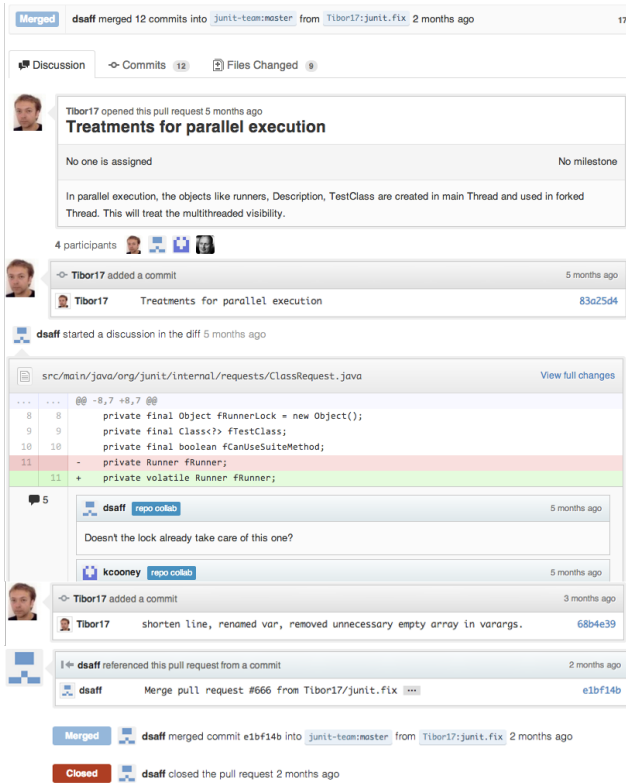 Merged dsaff merged 12 commits into junit-team:master from Tibor17:junit.fix 2 months ago 17
Discussion Commits 12 Files Changed 9
Tibor17 opened this pull request 5 months ago
Treatments for parallel execution
No one is assigned No milestone
In parallel execution, the objects like runners, Description, TestClass are created in main Thread and used in forked
Thread. This will treat the multithreaded visibility.
4 participants
Tibor17 added a commit 5 months ago
Tibor17 Treatments for parallel execution 83a25d4
dsaff started a discussion in the diff 5 months ago
src/main/java/org/junit/internal/requests/ClassRequest.java View full changes
... ... @@ -8,7 +8,7 @@
8 8 private final Object fRunnerLock = new Object();
9 9 private final Class<?> fTestClass;
10 10 private final boolean fCanUseSuiteMethod;
11 - private Runner fRunner;
11 + private volatile Runner fRunner;
5 dsaff repo collab 5 months ago
Doesn't the lock already take care of this one?
kcooney repo collab 5 months ago
Tibor17 added a commit 3 months ago
Tibor17 shorten line, renamed var, removed unnecessary empty array in varargs. 68b4e39
dsaff referenced this pull request from a commit 2 months ago
dsaff Merge pull request #666 from Tibor17/junit.fix ... e1bf14b
Merged dsaff merged commit e1bf14b into junit-team:master from Tibor17:junit.fix 2 months ago
Closed dsaff closed the pull request 2 months ago